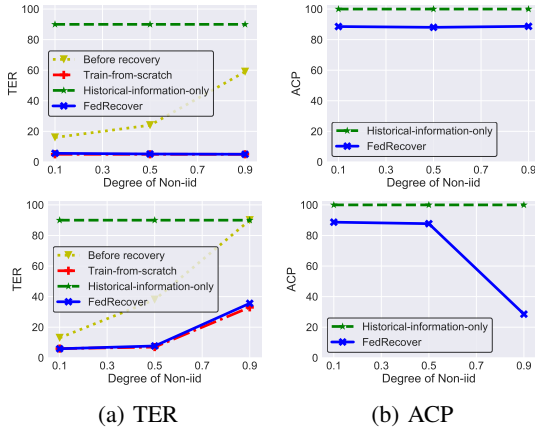 100
80
60
40
20
0
TER
Before recovery
Train-from-scratch
Historical-information-only
FedRecover
0.1 0.3 0.5 0.7 0.9
Degree of Non-iid
100
80
60
40
20
0
ACP
Historical-information-only
FedRecover
0.1 0.3 0.5 0.7 0.9
Degree of Non-iid
100
80
60
40
20
0
TER
Before recovery
Train-from-scratch
Historical-information-only
FedRecover
0.1 0.3 0.5 0.7 0.9
Degree of Non-iid
100
80
60
40
20
0
ACP
Historical-information-only
FedRecover
0.1 0.3 0.5 0.7 0.9
Degree of Non-iid
(a) TER
(b) ACP